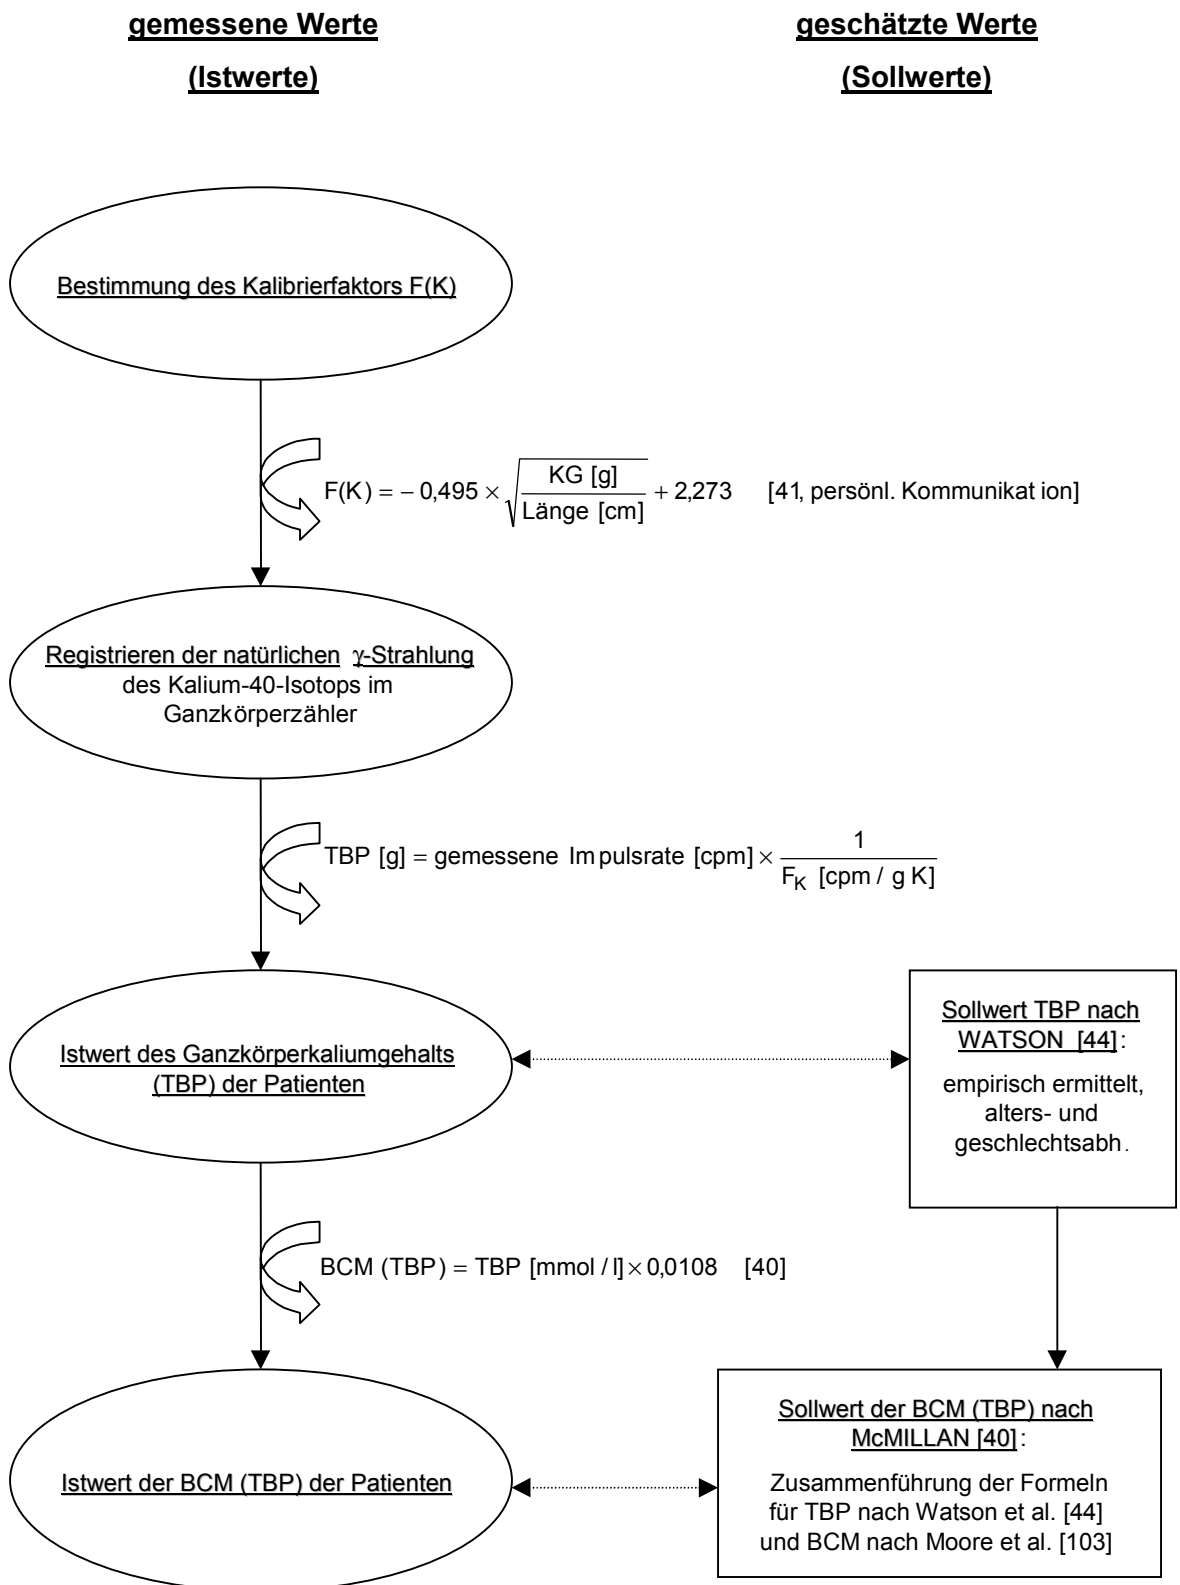 gemessene Werte
(Istwerte)
geschätzte Werte
(Sollwerte)
Bestimmung des Kalibrierfaktors F(K)
F(K) = − 0,495 × √(KG [g] / Länge [cm]) + 2,273 [41, persönl. Kommunikat ion]
Registrieren der natürlichen γ-Strahlung
des Kalium-40-Isotops im
Ganzkörperzähler
TBP [g] = gemessene Im pulsrate [cpm] × 1 / F_K [cpm / g K]
Istwert des Ganzkörperkaliumgehalts
(TBP) der Patienten
Sollwert TBP nach
WATSON [44]:
empirisch ermittelt,
alters- und
geschlechtsabh.
BCM (TBP) = TBP [mmol / l] × 0,0108 [40]
Istwert der BCM (TBP) der Patienten
Sollwert der BCM (TBP) nach
McMILLAN [40]:
Zusammenführung der Formeln
für TBP nach Watson et al. [44]
und BCM nach Moore et al. [103]